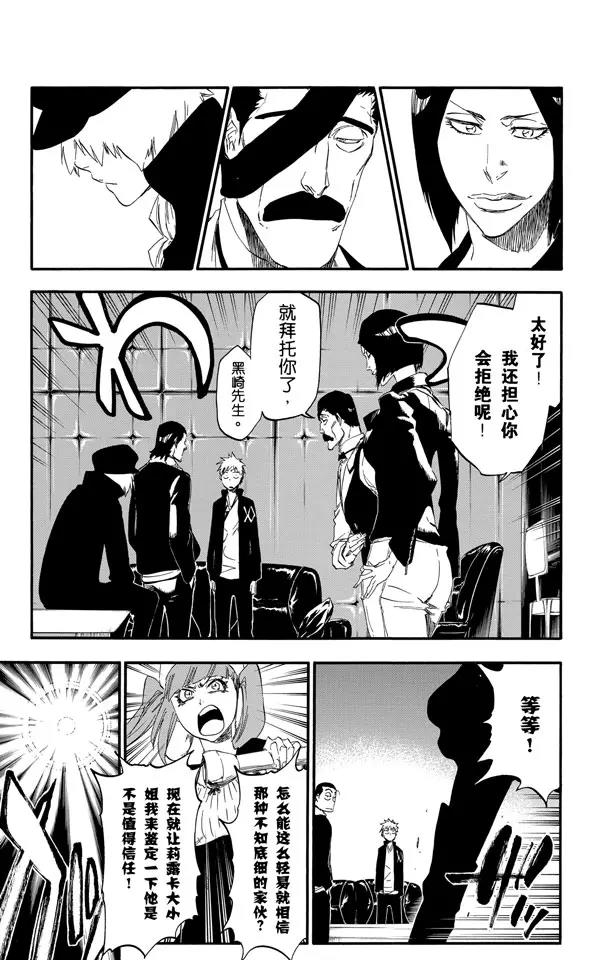 太好了！
我还担心你
会拒绝呢！
就拜托你了，
黑崎先生。
わ
等等！
怎么能这么轻易就相信
那种不知底细的家伙？
现在就让莉露卡大小
姐我来鉴定一下他是
不是值得信任！